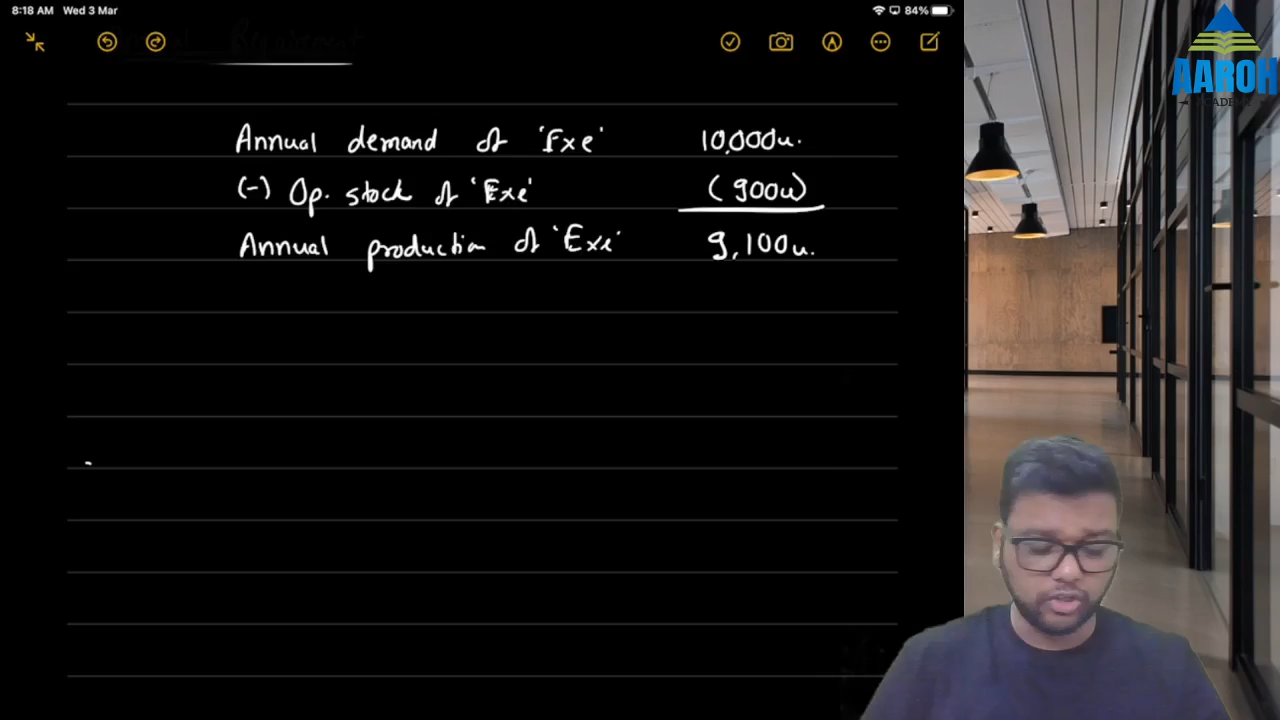 8:18 AM Wed 3 Mar 84%
AAROH
Annual demand of 'Exe' 10,000u.
(-) Op. stock of 'Exe' (900u)
Annual production of 'Exe' 9,100u.